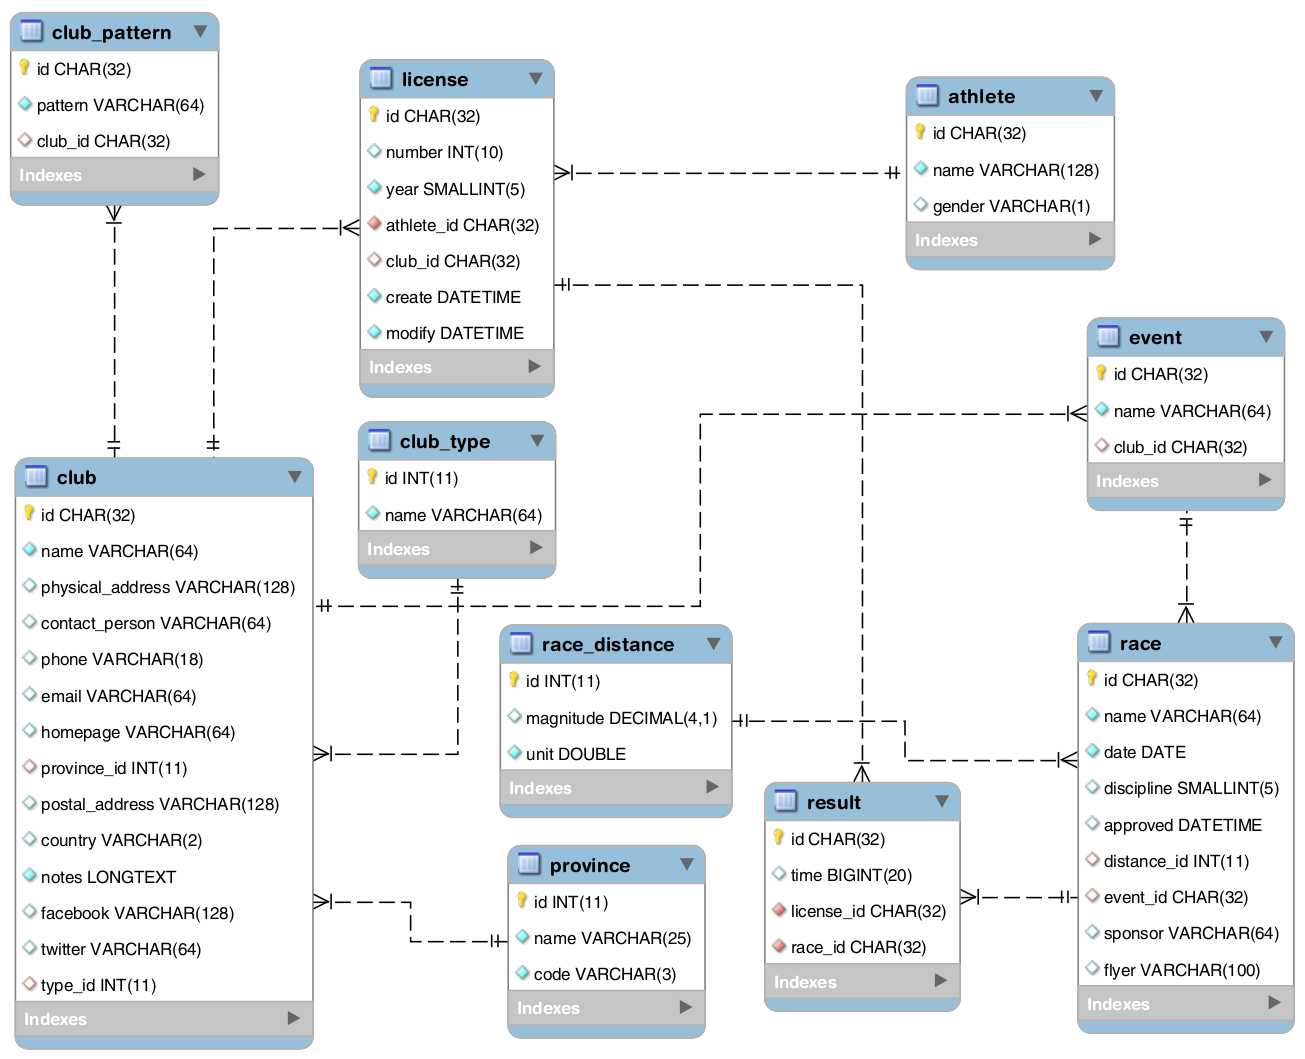 club_pattern
id CHAR(32)
pattern VARCHAR(64)
club_id CHAR(32)
Indexes
license
id CHAR(32)
number INT(10)
year SMALLINT(5)
athlete_id CHAR(32)
club_id CHAR(32)
create DATETIME
modify DATETIME
Indexes
athlete
id CHAR(32)
name VARCHAR(128)
gender VARCHAR(1)
Indexes
event
id CHAR(32)
name VARCHAR(64)
club_id CHAR(32)
Indexes
club_type
id INT(11)
name VARCHAR(64)
Indexes
club
id CHAR(32)
name VARCHAR(64)
physical_address VARCHAR(128)
contact_person VARCHAR(64)
phone VARCHAR(18)
email VARCHAR(64)
homepage VARCHAR(64)
province_id INT(11)
postal_address VARCHAR(128)
country VARCHAR(2)
notes LONGTEXT
facebook VARCHAR(128)
twitter VARCHAR(64)
type_id INT(11)
Indexes
race_distance
id INT(11)
magnitude DECIMAL(4,1)
unit DOUBLE
Indexes
race
id CHAR(32)
name VARCHAR(64)
date DATE
discipline SMALLINT(5)
approved DATETIME
distance_id INT(11)
event_id CHAR(32)
sponsor VARCHAR(64)
flyer VARCHAR(100)
Indexes
result
id CHAR(32)
time BIGINT(20)
license_id CHAR(32)
race_id CHAR(32)
Indexes
province
id INT(11)
name VARCHAR(25)
code VARCHAR(3)
Indexes